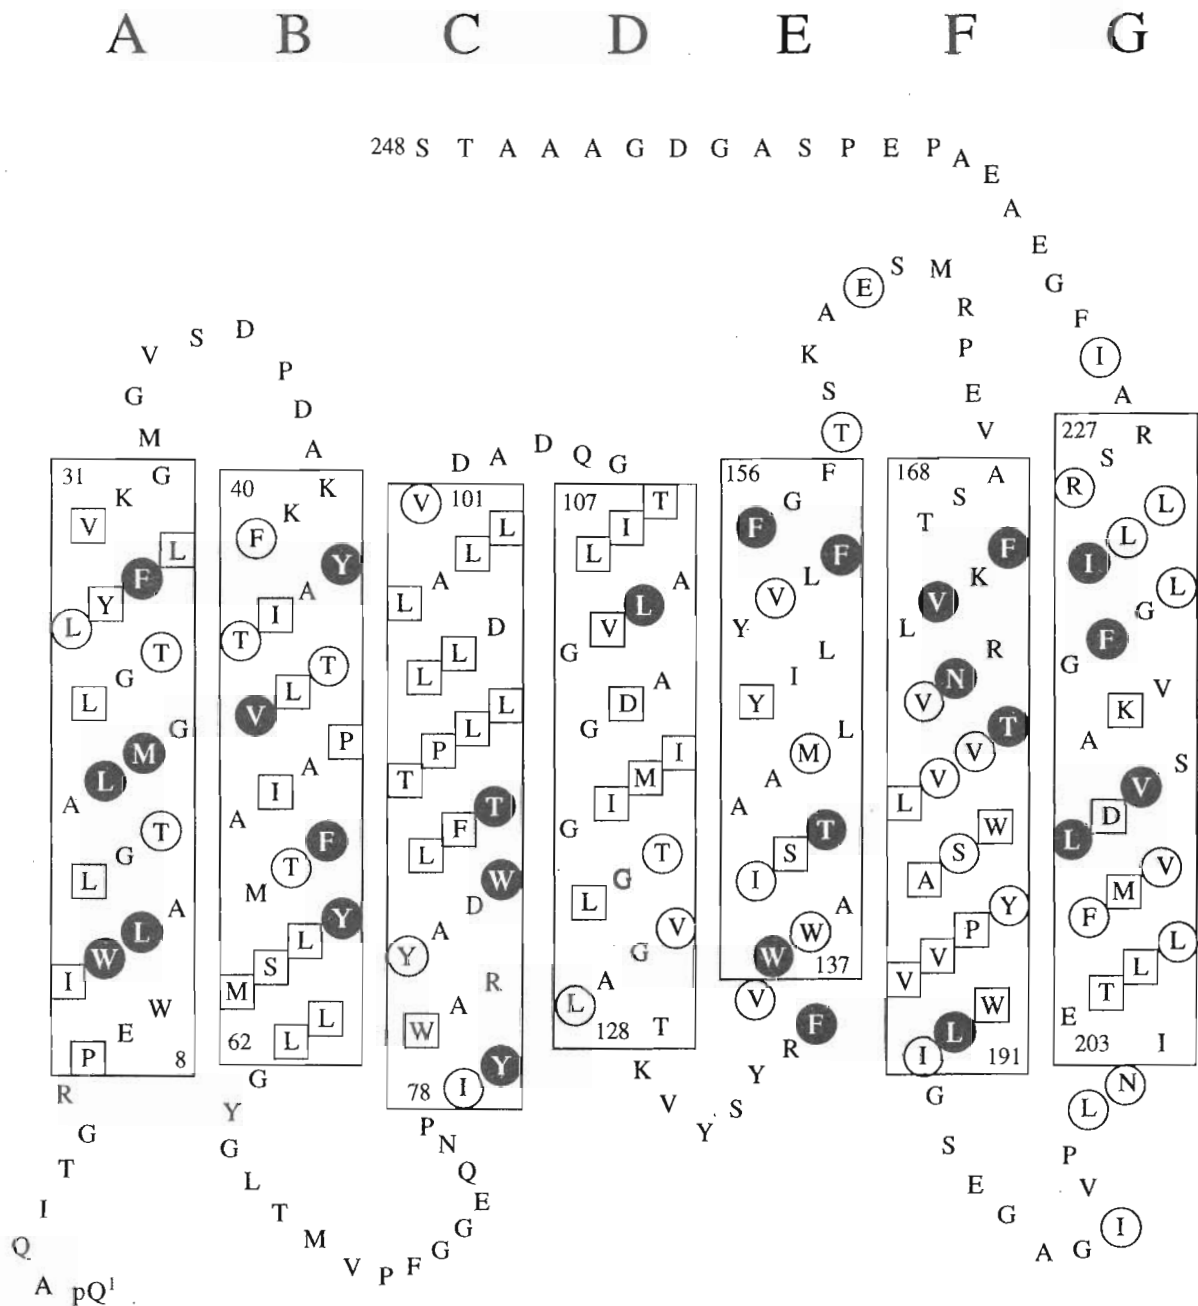 A B C D E F G
248 S T A A A G D G A S P E P A E A E G F I A
pQ¹ A Q I T G R
8 P E W I W L A L G T A L M G L G T L Y F L V K G 31
M G V S D P D A
40 K K F Y A I T T L V P A I A F T M Y L S M L L 62
G Y G L T M V P F G G E Q N P
78 I Y W A R Y A D W L F T T P L L L L D L A L L V 101
D A D Q G
107 T I L A L V G A D G I M I G T G L V G A L T 128
K V Y S Y R F V
137 W W A I S T A A M L Y I L Y V L F F G F 156
T S K A E S M R P E V
168 A S T F K V L R N V T V V L W S A Y P V V W L I 191
G S E G A G I V P L N
203 I E T L L F M V L D V S A K V G F G L I L L R S R 227